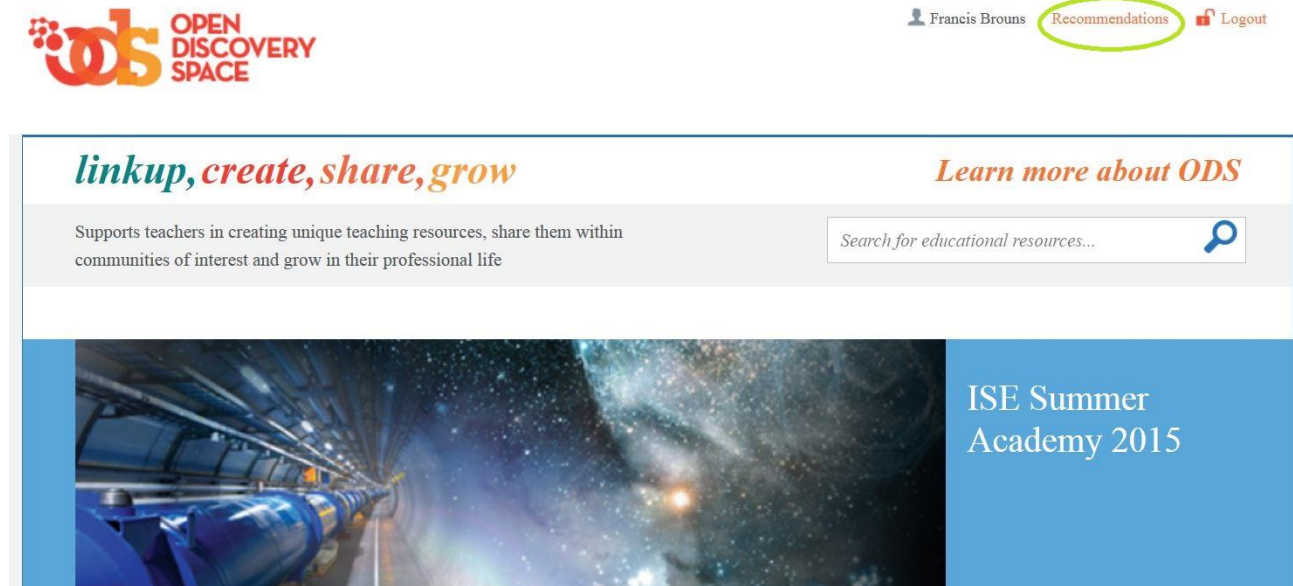 ods OPEN
DISCOVERY
SPACE
Francis Brouns Recommendations Logout
linkup, create, share, grow
Learn more about ODS
Supports teachers in creating unique teaching resources, share them within
communities of interest and grow in their professional life
Search for educational resources...
ISE Summer
Academy 2015